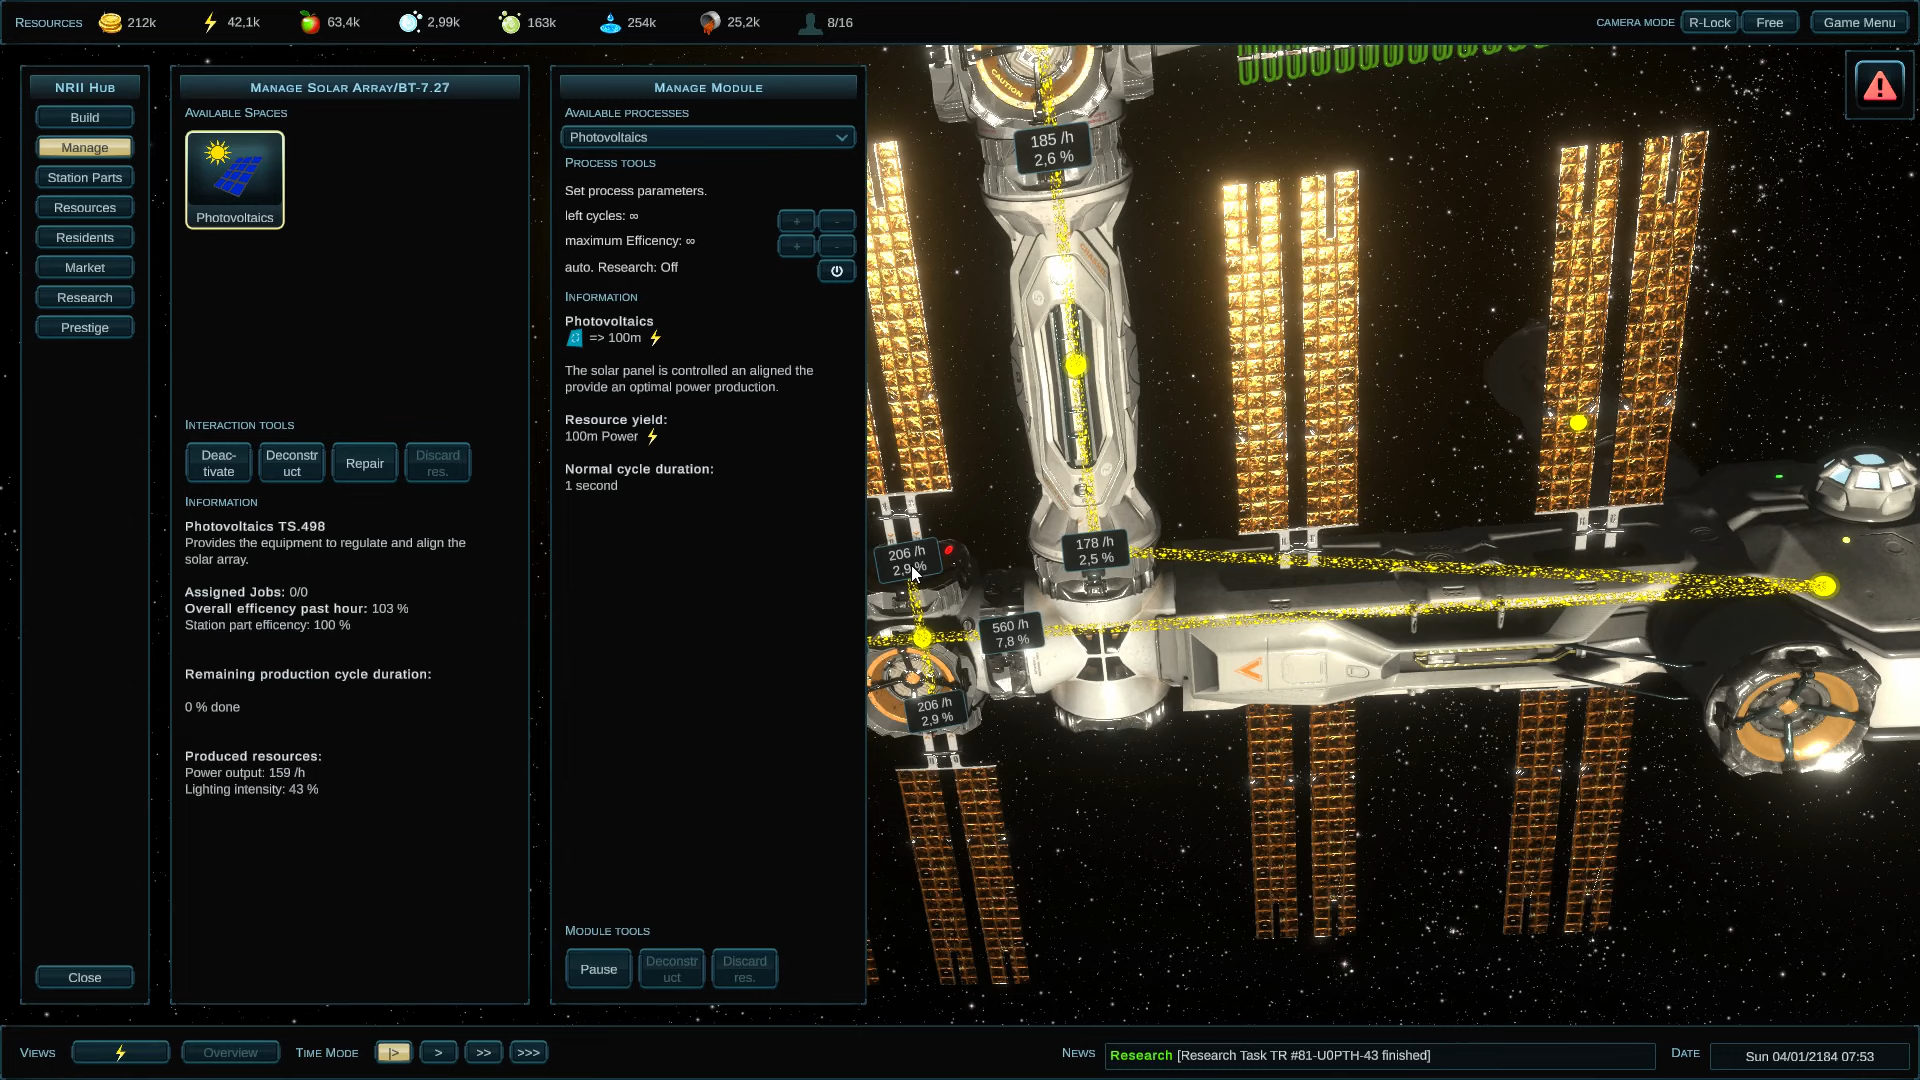 RESOURCES 212k 42,1k 63,4k 2,99k 163k 254k 25,2k 8/16 CAMERA MODE R-Lock Free Game Menu
NRII HUB
Build
Manage
Station Parts
Resources
Residents
Market
Research
Prestige
Close
MANAGE SOLAR ARRAY/BT-7.27
AVAILABLE SPACES
Photovoltaics
INTERACTION TOOLS
Deac-
tivate
Deconstr
uct
Repair
Discard
res.
INFORMATION
Photovoltaics TS.498
Provides the equipment to regulate and align the
solar array.
Assigned Jobs: 0/0
Overall efficency past hour: 103 %
Station part efficency: 100 %
Remaining production cycle duration:
0 % done
Produced resources:
Power output: 159 /h
Lighting intensity: 43 %
MANAGE MODULE
AVAILABLE PROCESSES
Photovoltaics
PROCESS TOOLS
Set process parameters.
left cycles: ∞ + -
maximum Efficency: ∞ + -
auto. Research: Off
INFORMATION
Photovoltaics
=> 100m
The solar panel is controlled an aligned the
provide an optimal power production.
Resource yield:
100m Power
Normal cycle duration:
1 second
MODULE TOOLS
Pause
Deconstr
uct
Discard
res.
CAUTION
185 /h
2,6 %
206 /h
2,9 %
178 /h
2,5 %
560 /h
7,8 %
206 /h
2,9 %
VIEWS Overview TIME MODE |> > >> >>> NEWS Research [Research Task TR #81-U0PTH-43 finished] DATE Sun 04/01/2184 07:53